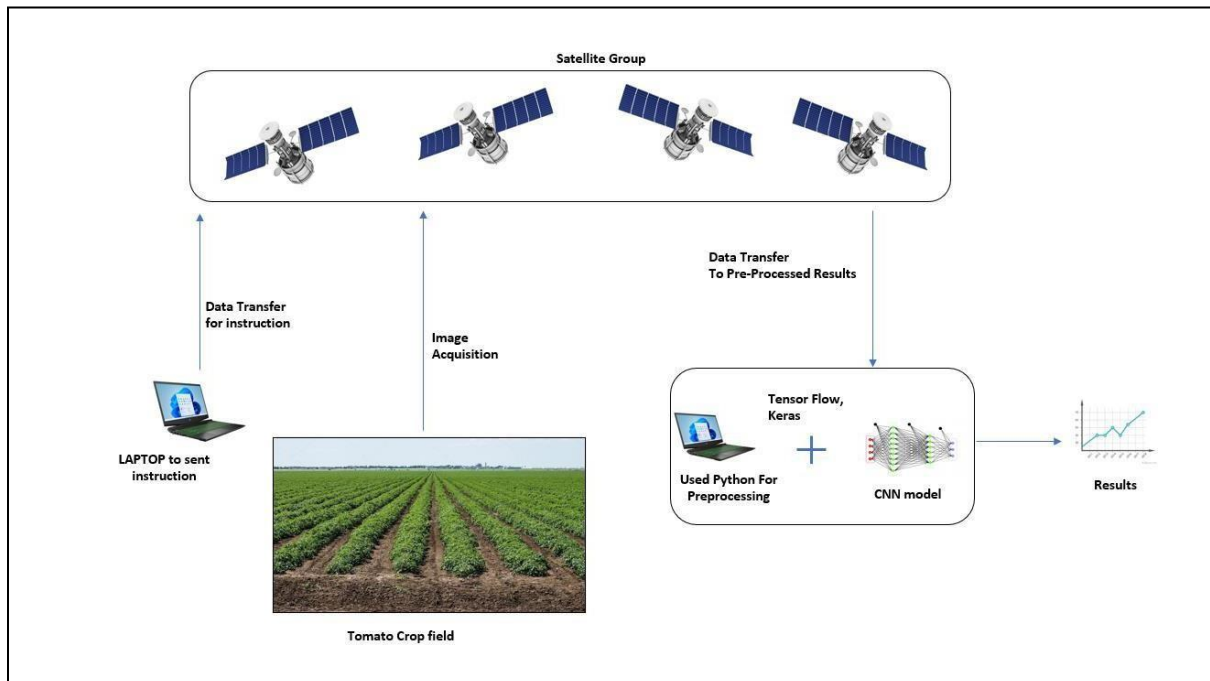 Satellite Group
Data Transfer
To Pre-Processed Results
Data Transfer
for instruction
Image
Acquisition
Tensor Flow,
Keras
LAPTOP to sent
instruction
Used Python For
Preprocessing
CNN model
Results
Tomato Crop field